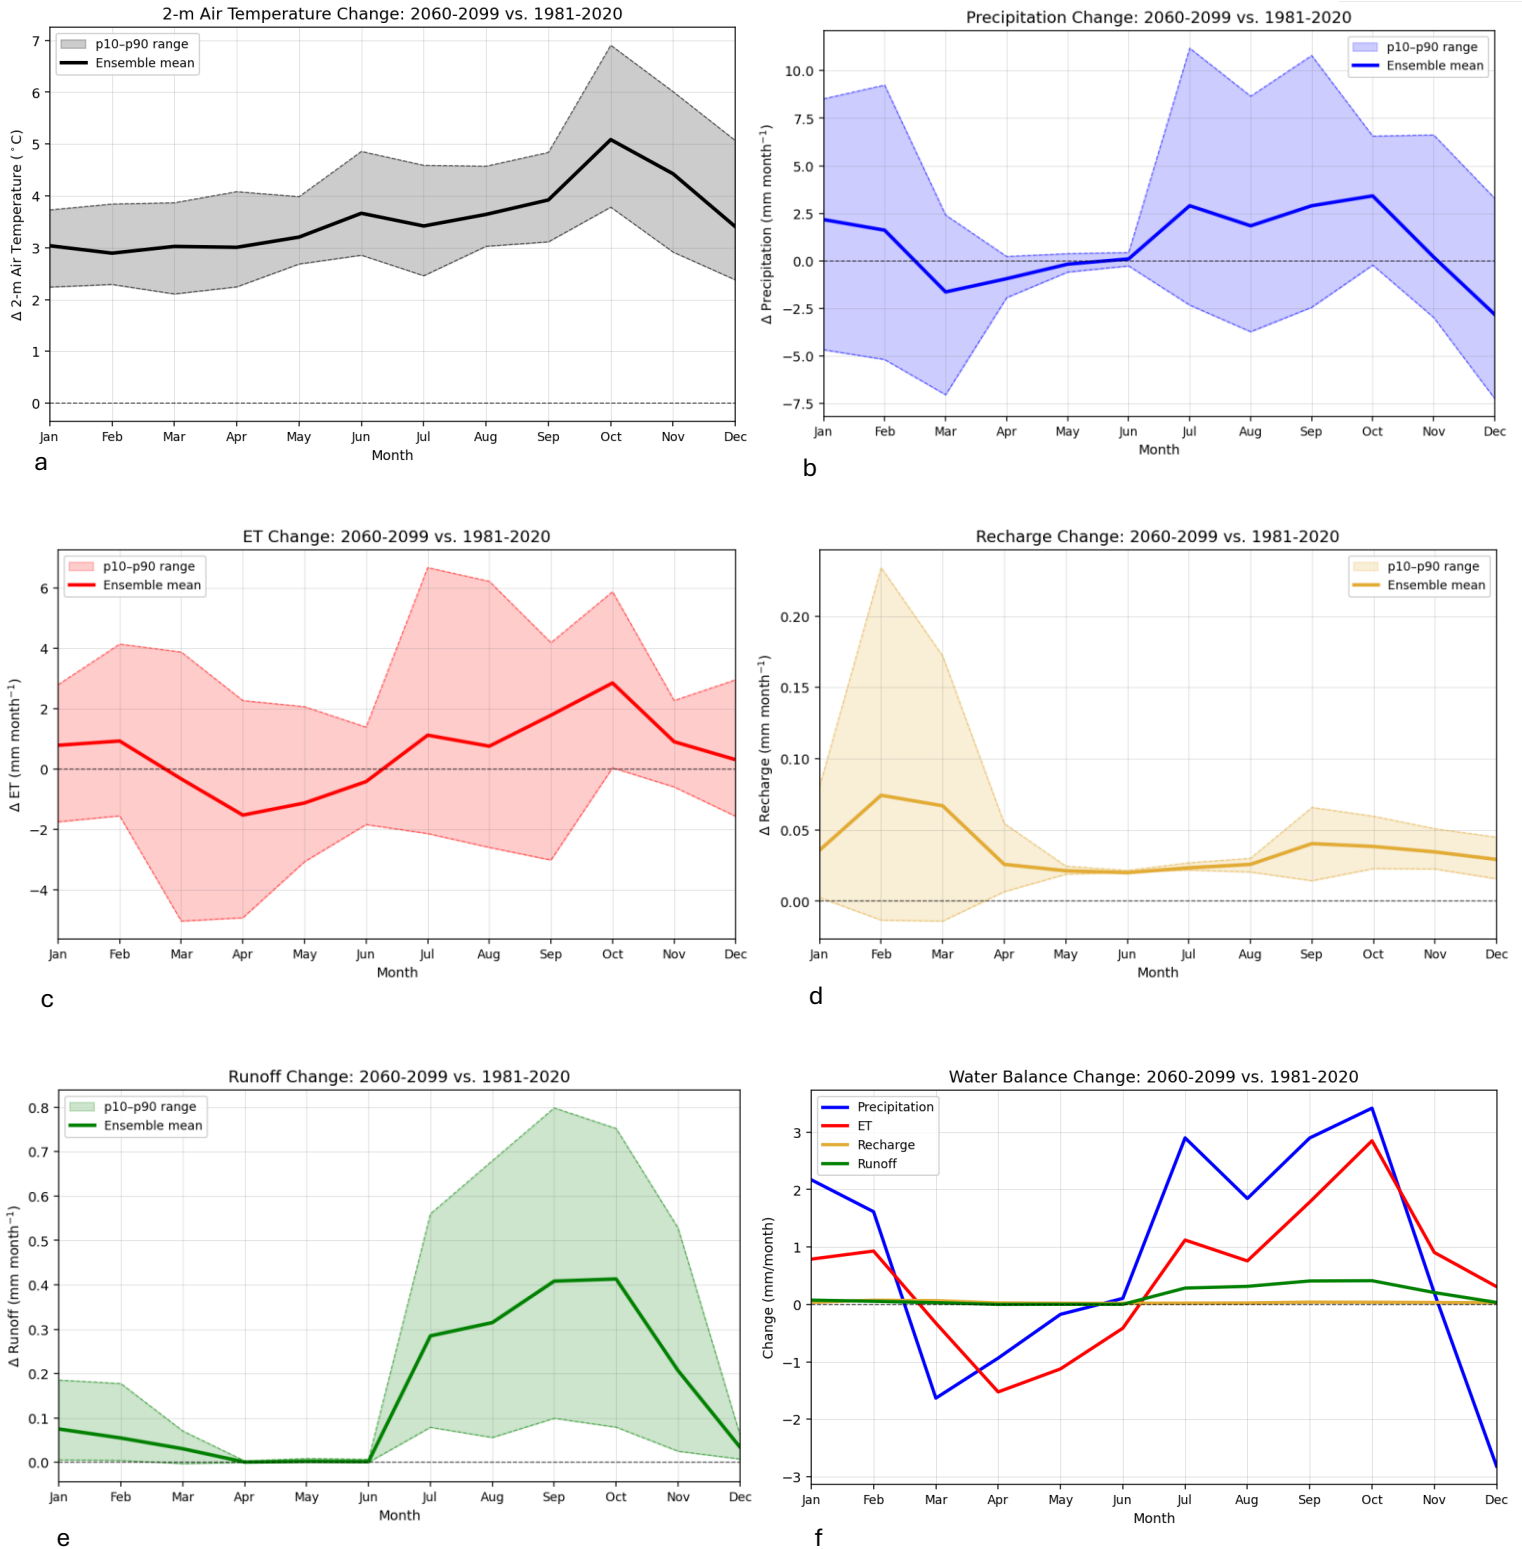 2-m Air Temperature Change: 2060-2099 vs. 1981-2020
p10–p90 range
Ensemble mean
Δ 2-m Air Temperature (°C)
7
6
5
4
3
2
1
0
Jan Feb Mar Apr May Jun Jul Aug Sep Oct Nov Dec
Month
a
Precipitation Change: 2060-2099 vs. 1981-2020
p10–p90 range
Ensemble mean
Δ Precipitation (mm month⁻¹)
10.0
7.5
5.0
2.5
0.0
−2.5
−5.0
−7.5
Jan Feb Mar Apr May Jun Jul Aug Sep Oct Nov Dec
Month
b
ET Change: 2060-2099 vs. 1981-2020
p10–p90 range
Ensemble mean
Δ ET (mm month⁻¹)
6
4
2
0
−2
−4
Jan Feb Mar Apr May Jun Jul Aug Sep Oct Nov Dec
Month
c
Recharge Change: 2060-2099 vs. 1981-2020
p10–p90 range
Ensemble mean
Δ Recharge (mm month⁻¹)
0.20
0.15
0.10
0.05
0.00
Jan Feb Mar Apr May Jun Jul Aug Sep Oct Nov Dec
Month
d
Runoff Change: 2060-2099 vs. 1981-2020
p10–p90 range
Ensemble mean
Δ Runoff (mm month⁻¹)
0.8
0.7
0.6
0.5
0.4
0.3
0.2
0.1
0.0
Jan Feb Mar Apr May Jun Jul Aug Sep Oct Nov Dec
Month
e
Water Balance Change: 2060-2099 vs. 1981-2020
Precipitation
ET
Recharge
Runoff
Change (mm/month)
3
2
1
0
−1
−2
−3
Jan Feb Mar Apr May Jun Jul Aug Sep Oct Nov Dec
Month
f